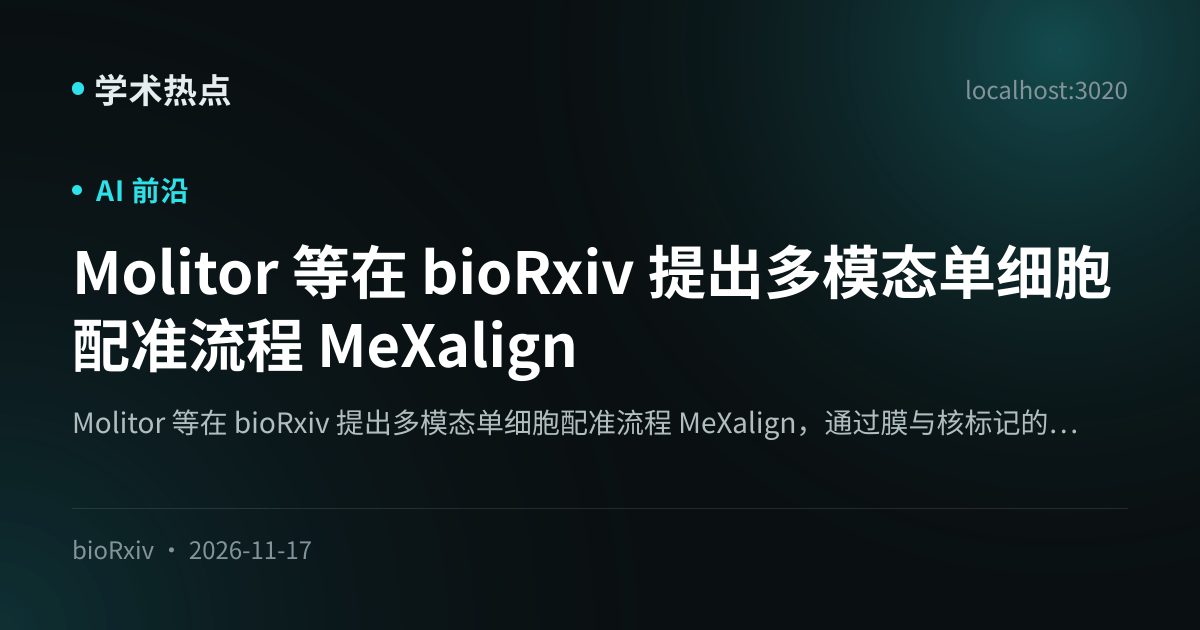 学术热点
localhost:3020
AI 前沿
Molitor 等在 bioRxiv 提出多模态单细胞
配准流程 MeXalign
Molitor 等在 bioRxiv 提出多模态单细胞配准流程 MeXalign，通过膜与核标记的…
bioRxiv · 2026-11-17